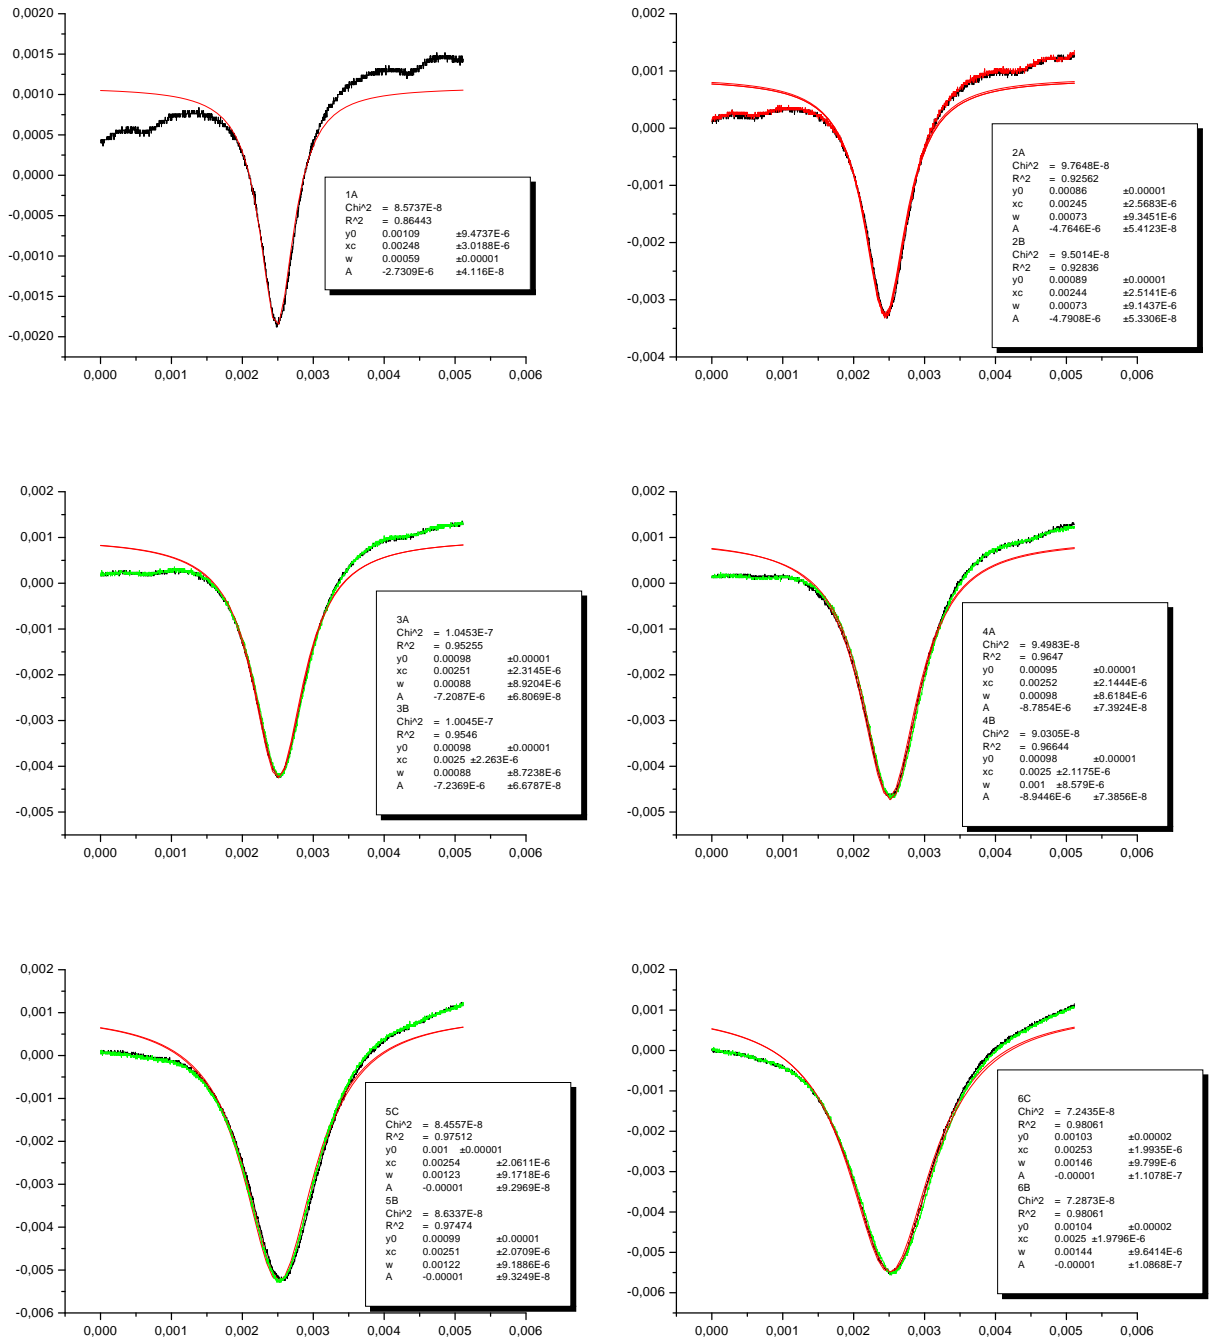 0,0020
0,0015
0,0010
0,0005
0,0000
-0,0005
-0,0010
-0,0015
-0,0020
0,000 0,001 0,002 0,003 0,004 0,005 0,006
1A
Chi^2 = 8.5737E-8
R^2 = 0.86443
y0 0.00109 ±9.4737E-6
xc 0.00248 ±3.0188E-6
w 0.00059 ±0.00001
A -2.7309E-6 ±4.116E-8
0,002
0,001
0,000
-0,001
-0,002
-0,003
-0,004
0,000 0,001 0,002 0,003 0,004 0,005 0,006
2A
Chi^2 = 9.7648E-8
R^2 = 0.92562
y0 0.00086 ±0.00001
xc 0.00245 ±2.5683E-6
w 0.00073 ±9.3451E-6
A -4.7646E-6 ±5.4123E-8
2B
Chi^2 = 9.5014E-8
R^2 = 0.92836
y0 0.00089 ±0.00001
xc 0.00244 ±2.5141E-6
w 0.00073 ±9.1437E-6
A -4.7908E-6 ±5.3306E-8
0,002
0,001
0,000
-0,001
-0,002
-0,003
-0,004
-0,005
0,000 0,001 0,002 0,003 0,004 0,005 0,006
3A
Chi^2 = 1.0453E-7
R^2 = 0.95255
y0 0.00098 ±0.00001
xc 0.00251 ±2.3145E-6
w 0.00088 ±8.9204E-6
A -7.2087E-6 ±6.8069E-8
3B
Chi^2 = 1.0045E-7
R^2 = 0.9546
y0 0.00098 ±0.00001
xc 0.0025 ±2.263E-6
w 0.00088 ±8.7238E-6
A -7.2369E-6 ±6.6787E-8
0,002
0,001
0,000
-0,001
-0,002
-0,003
-0,004
-0,005
0,000 0,001 0,002 0,003 0,004 0,005 0,006
4A
Chi^2 = 9.4983E-8
R^2 = 0.9647
y0 0.00095 ±0.00001
xc 0.00252 ±2.1444E-6
w 0.00098 ±8.6184E-6
A -8.7854E-6 ±7.3924E-8
4B
Chi^2 = 9.0305E-8
R^2 = 0.96644
y0 0.00098 ±0.00001
xc 0.0025 ±2.1175E-6
w 0.001 ±8.579E-6
A -8.9446E-6 ±7.3856E-8
0,002
0,001
0,000
-0,001
-0,002
-0,003
-0,004
-0,005
-0,006
0,000 0,001 0,002 0,003 0,004 0,005 0,006
5C
Chi^2 = 8.4557E-8
R^2 = 0.97512
y0 0.001 ±0.00001
xc 0.00254 ±2.0611E-6
w 0.00123 ±9.1718E-6
A -0.00001 ±9.2969E-8
5B
Chi^2 = 8.6337E-8
R^2 = 0.97474
y0 0.00099 ±0.00001
xc 0.00251 ±2.0709E-6
w 0.00122 ±9.1886E-6
A -0.00001 ±9.3249E-8
0,002
0,001
0,000
-0,001
-0,002
-0,003
-0,004
-0,005
-0,006
0,000 0,001 0,002 0,003 0,004 0,005 0,006
6C
Chi^2 = 7.2435E-8
R^2 = 0.98061
y0 0.00103 ±0.00002
xc 0.00253 ±1.9935E-6
w 0.00146 ±9.799E-6
A -0.00001 ±1.1078E-7
6B
Chi^2 = 7.2873E-8
R^2 = 0.98061
y0 0.00104 ±0.00002
xc 0.0025 ±1.9796E-6
w 0.00144 ±9.6414E-6
A -0.00001 ±1.0868E-7